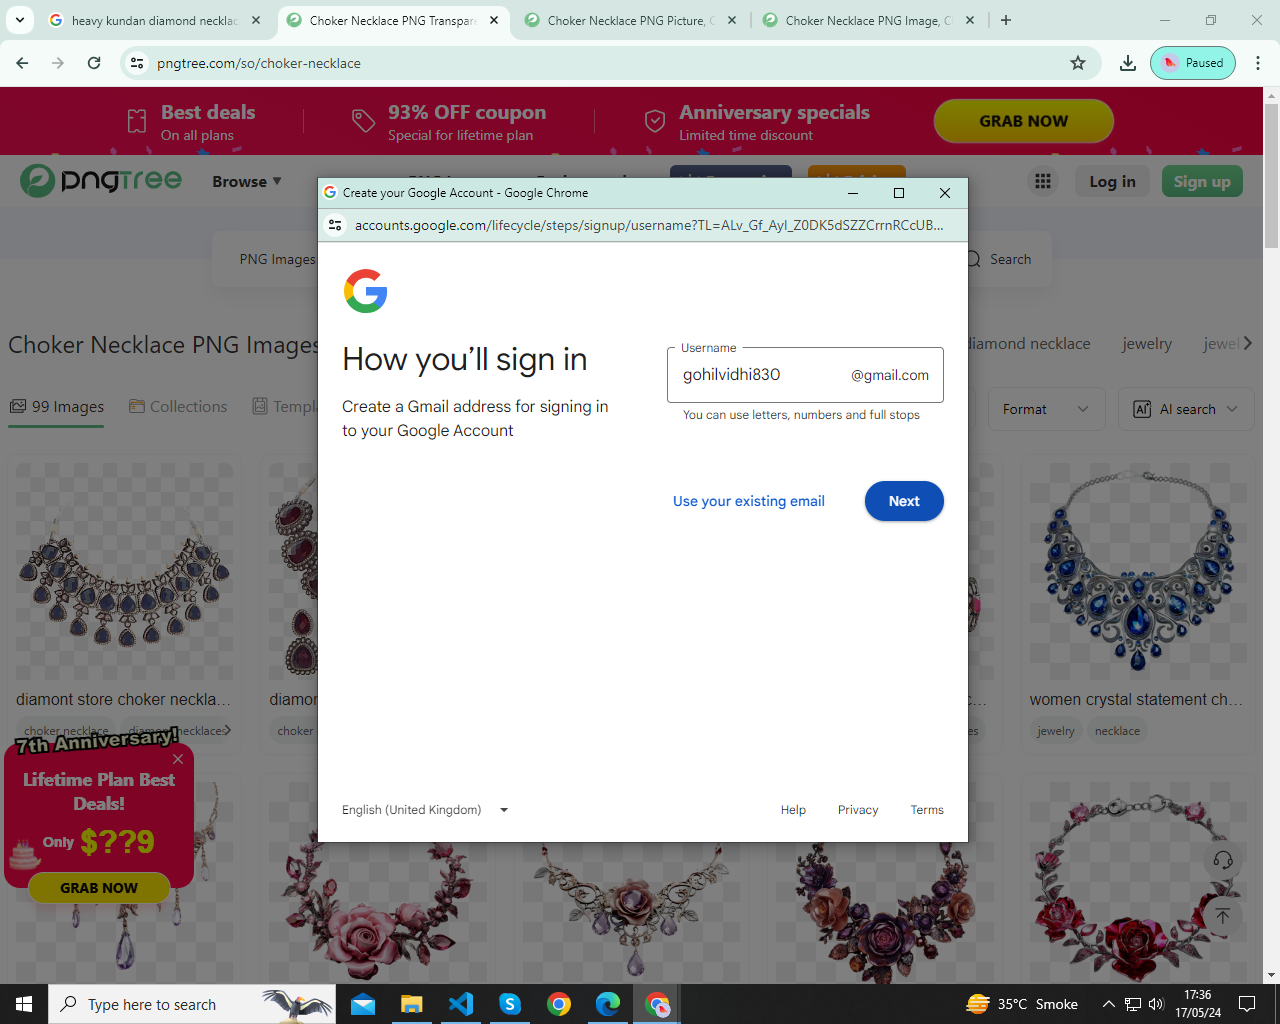 heavy kundan diamond necklac
Choker Necklace PNG Transpare
Choker Necklace PNG Picture, C
Choker Necklace PNG Image, Cl
pngtree.com/so/choker-necklace
Paused
Best deals
On all plans
93% OFF coupon
Special for lifetime plan
Anniversary specials
Limited time discount
GRAB NOW
pngtree
Browse
Log in
Sign up
PNG Images
Search
Create your Google Account - Google Chrome
accounts.google.com/lifecycle/steps/signup/username?TL=ALv_Gf_Ayl_Z0DK5dSZZCrrnRCcUB...
How you'll sign in
Create a Gmail address for signing in
to your Google Account
Username
gohilvidhi830
@gmail.com
You can use letters, numbers and full stops
Use your existing email
Next
English (United Kingdom)
Help
Privacy
Terms
Choker Necklace PNG Images
diamond necklace
jewelry
jewel
99 Images
Collections
Templa
Format
AI search
diamont store choker neckla...
choker necklace
diamond necklaces
choker
women crystal statement ch...
jewelry
necklace
7th Anniversary!
Lifetime Plan Best
Deals!
Only $??9
GRAB NOW
Type here to search
35°C Smoke
17:36
17/05/24